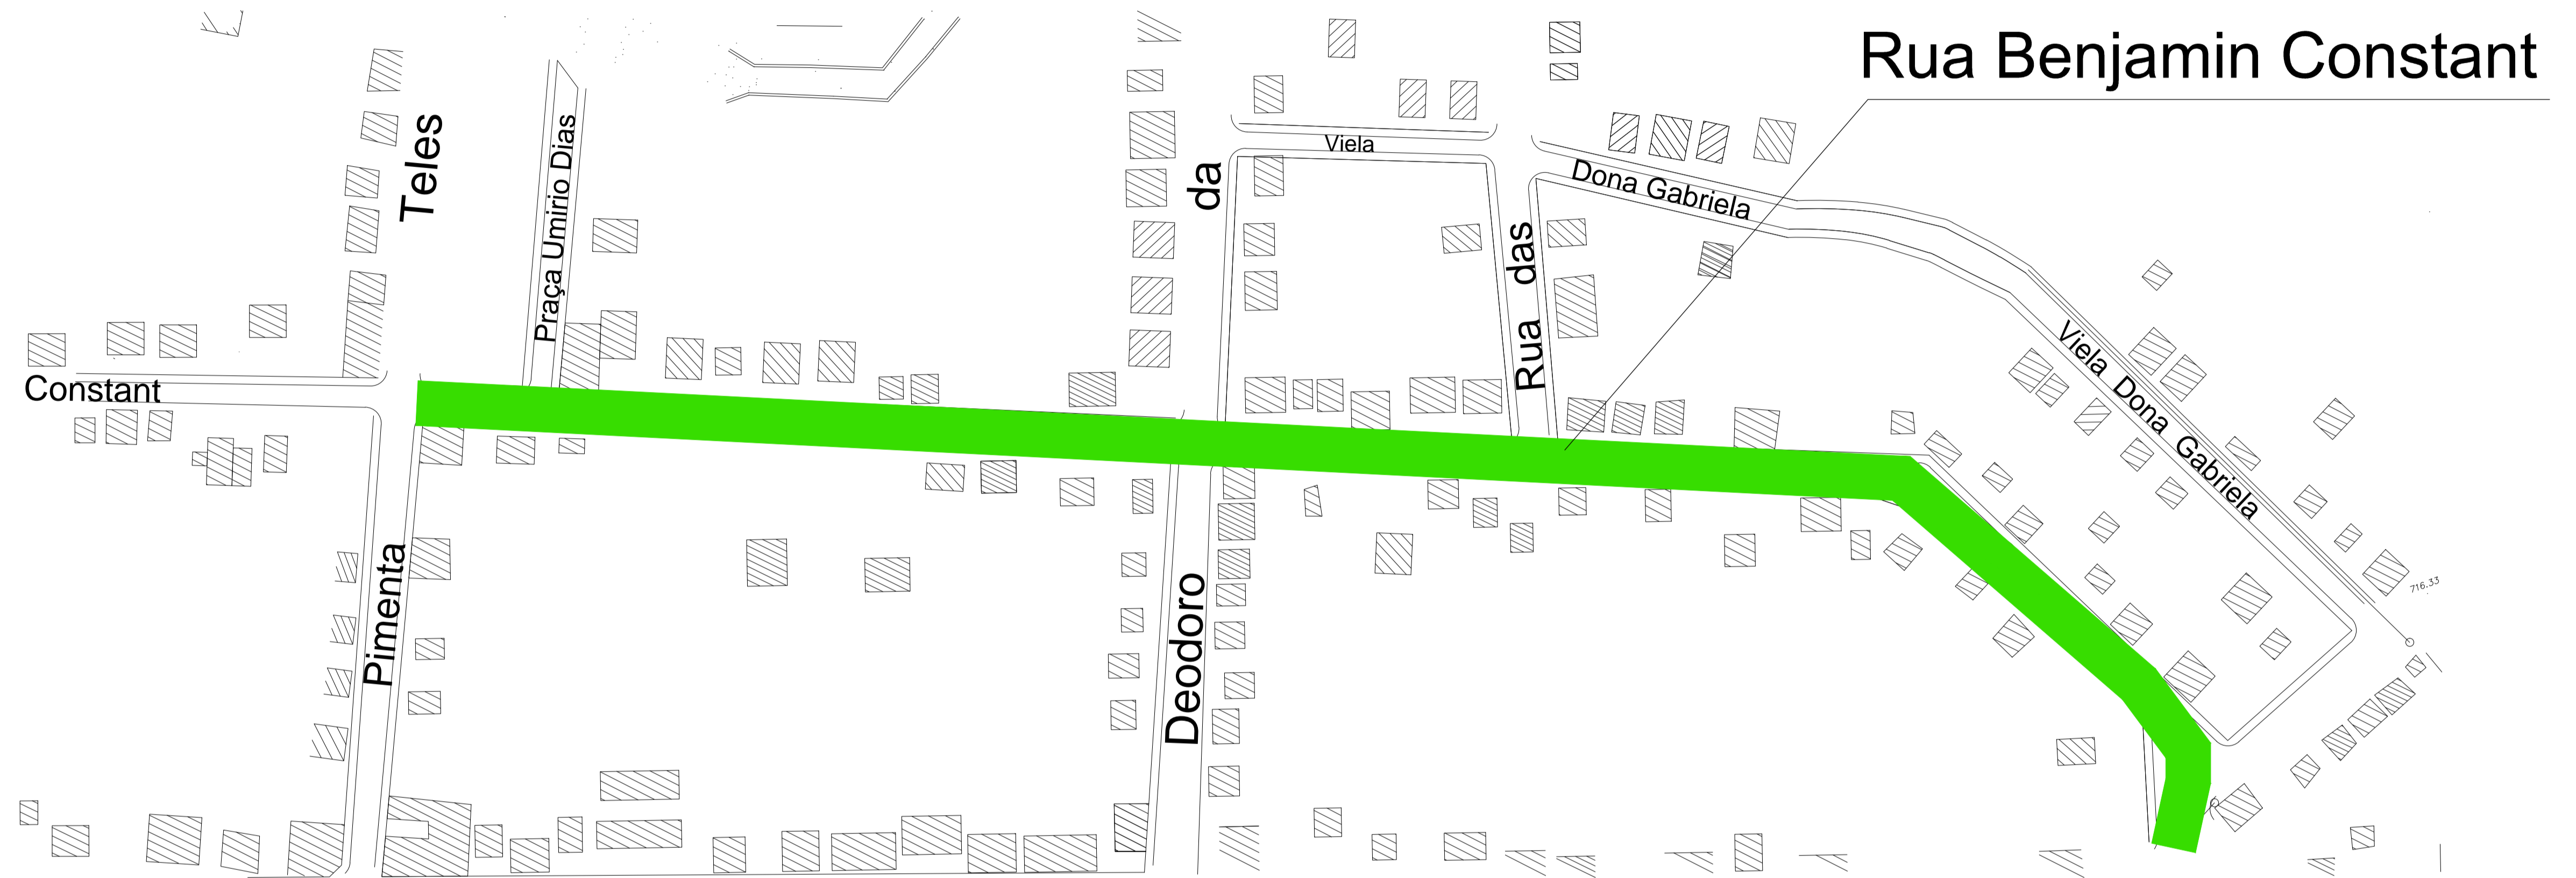 Rua Benjamin Constant
Teles
Praça Umirio Dias
da
Viela
Dona Gabriela
Rua das
Constant
Viela Dona Gabriela
Pimenta
Deodoro
716.33